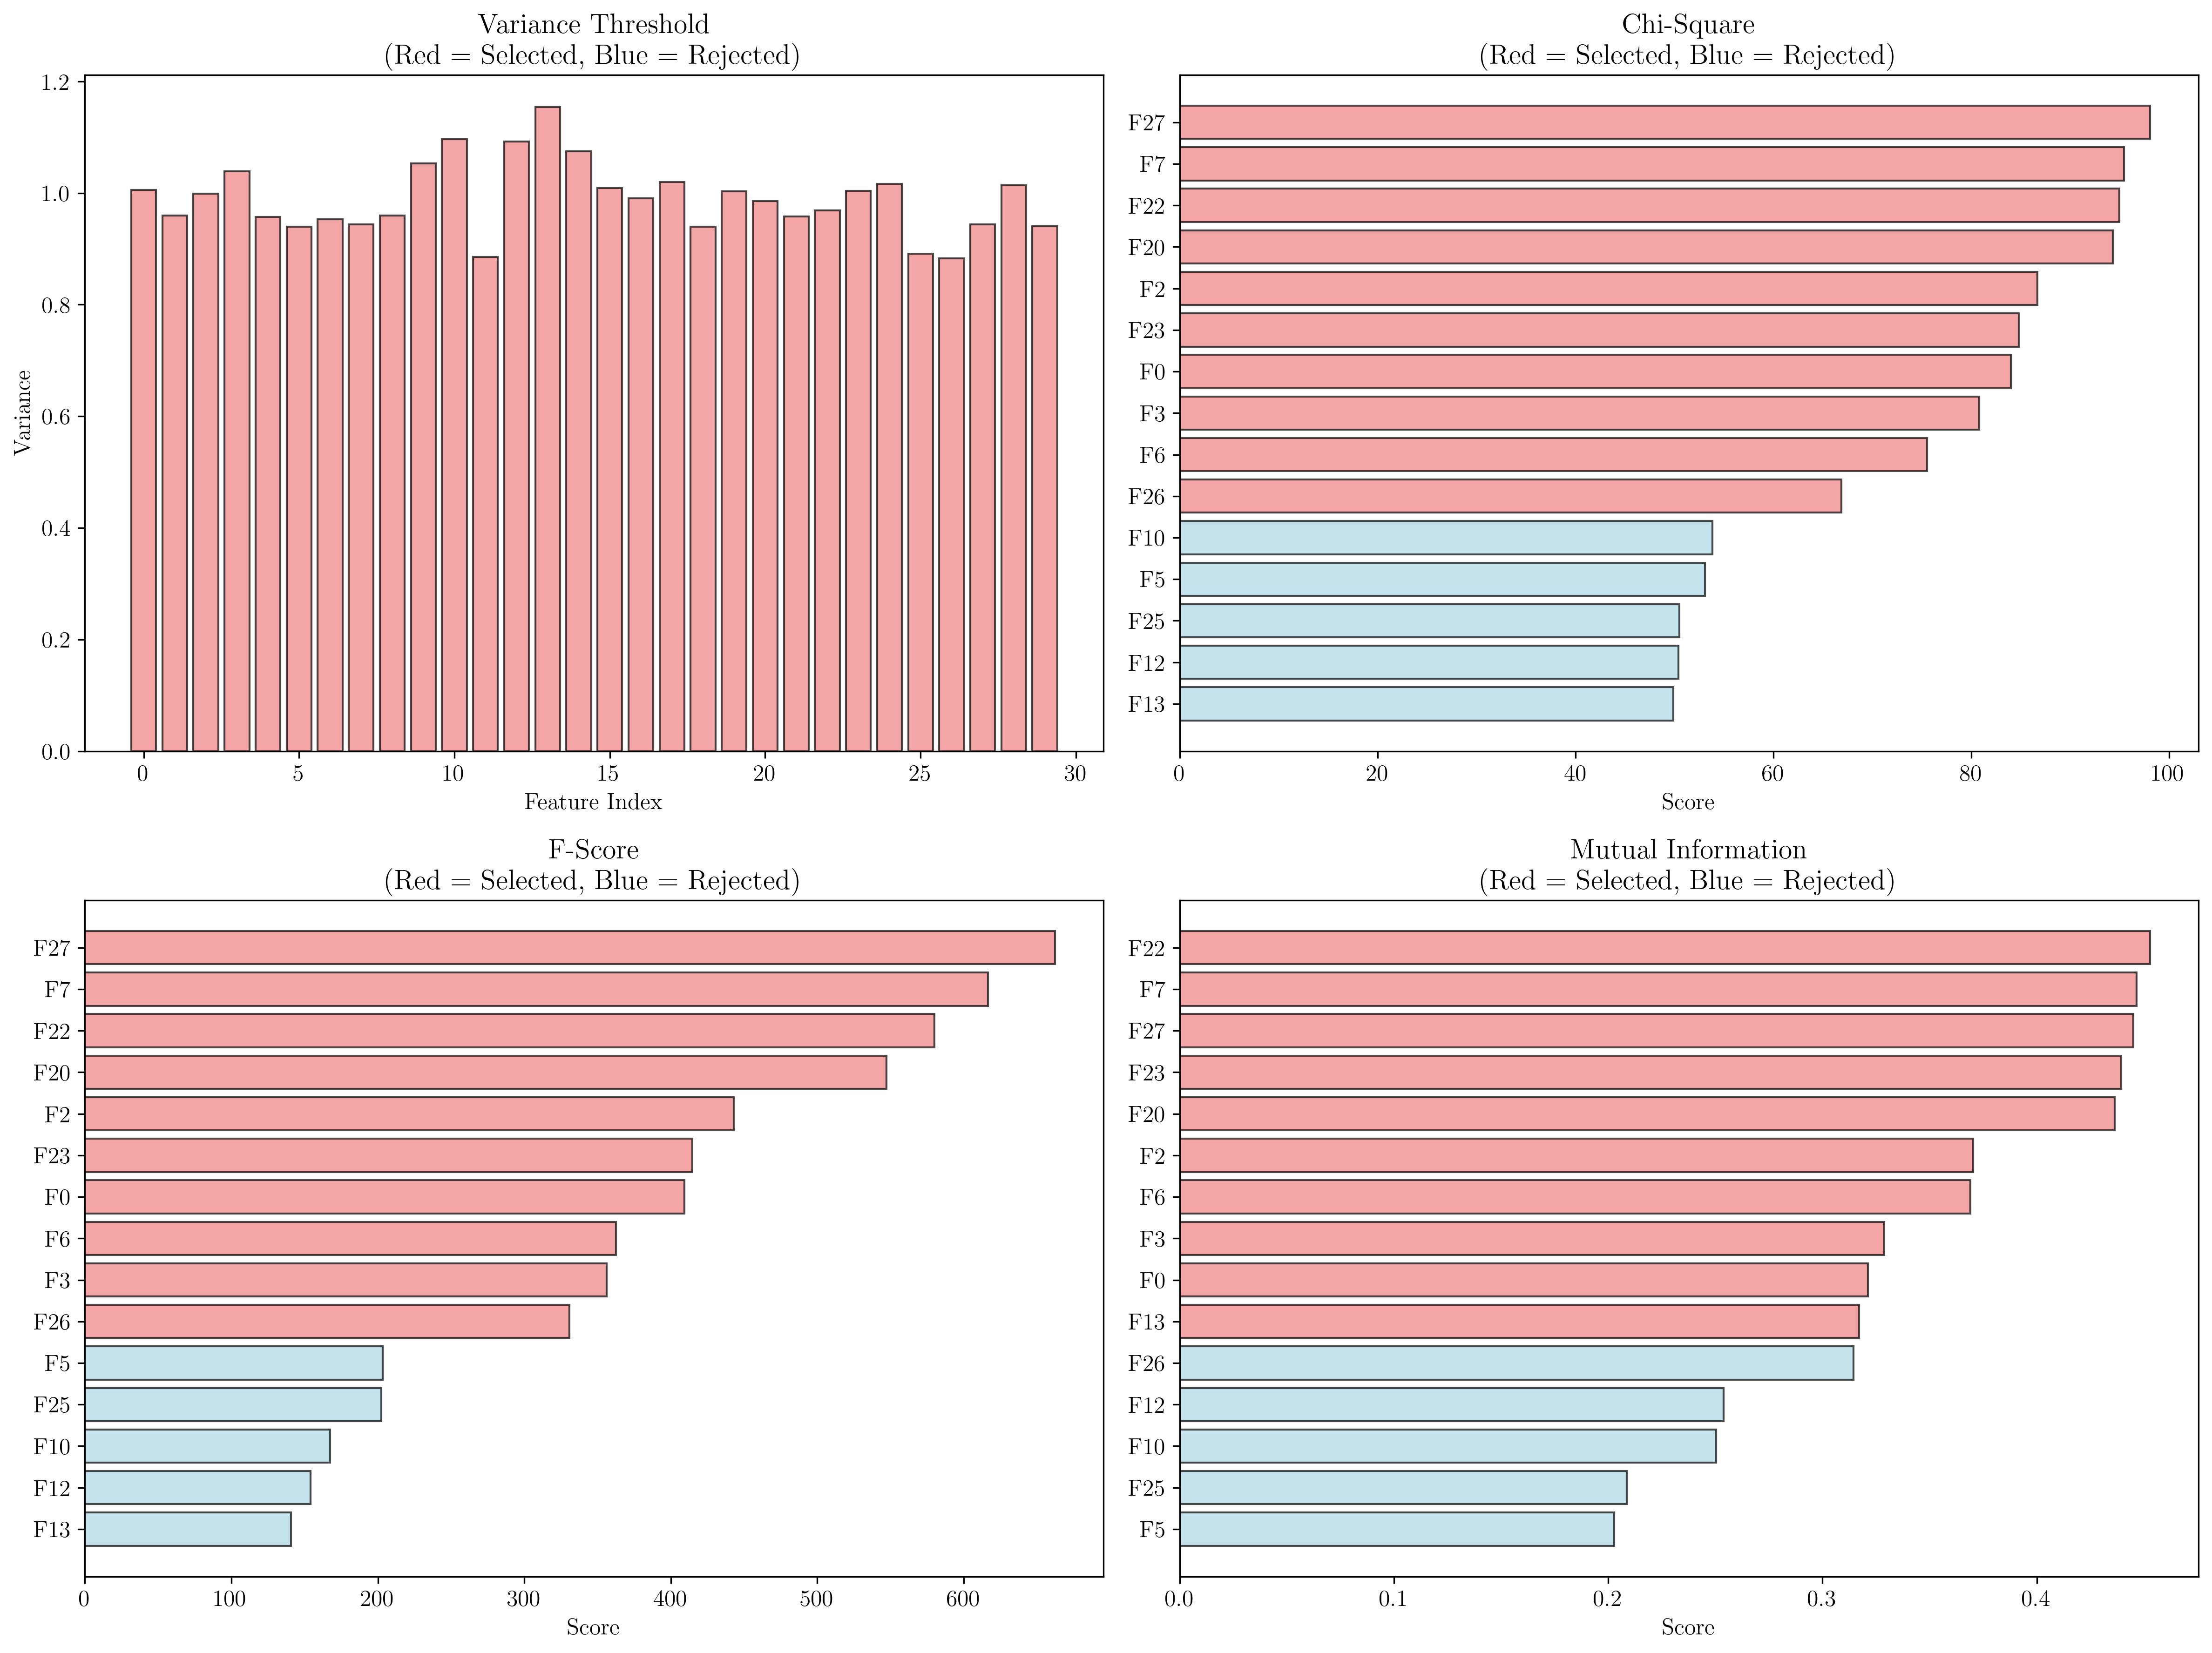 Variance Threshold
(Red = Selected, Blue = Rejected)
1.2
1.0
0.8
0.6
0.4
0.2
0.0
Variance
0 5 10 15 20 25 30
Feature Index
Chi-Square
(Red = Selected, Blue = Rejected)
F27
F7
F22
F20
F2
F23
F0
F3
F6
F26
F10
F5
F25
F12
F13
0 20 40 60 80 100
Score
F-Score
(Red = Selected, Blue = Rejected)
F27
F7
F22
F20
F2
F23
F0
F6
F3
F26
F5
F25
F10
F12
F13
0 100 200 300 400 500 600
Score
Mutual Information
(Red = Selected, Blue = Rejected)
F22
F7
F27
F23
F20
F2
F6
F3
F0
F13
F26
F12
F10
F25
F5
0.0 0.1 0.2 0.3 0.4
Score